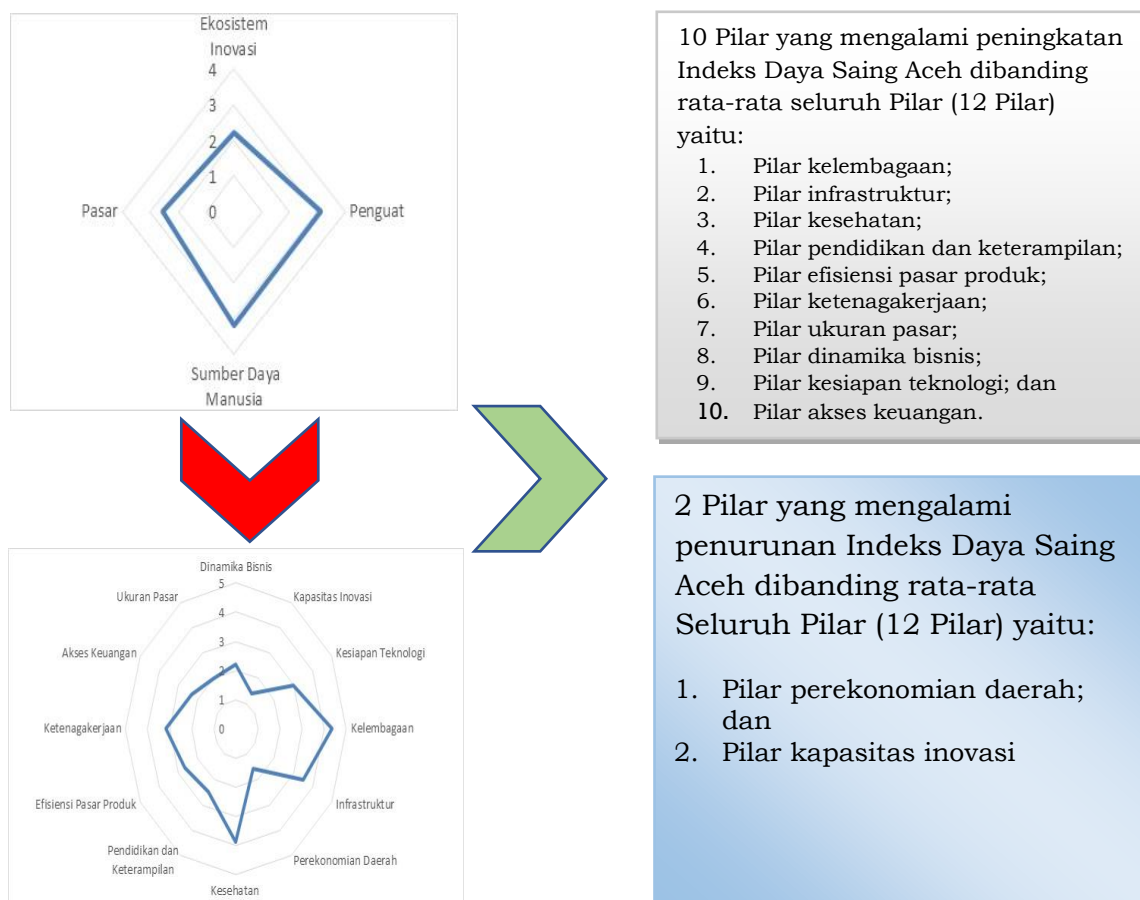 Ekosistem
Inovasi
4
3
2
1
0
Pasar
Penguat
Sumber Daya
Manusia
10 Pilar yang mengalami peningkatan
Indeks Daya Saing Aceh dibanding
rata-rata seluruh Pilar (12 Pilar)
yaitu:
1. Pilar kelembagaan;
2. Pilar infrastruktur;
3. Pilar kesehatan;
4. Pilar pendidikan dan keterampilan;
5. Pilar efisiensi pasar produk;
6. Pilar ketenagakerjaan;
7. Pilar ukuran pasar;
8. Pilar dinamika bisnis;
9. Pilar kesiapan teknologi; dan
10. Pilar akses keuangan.
Dinamika Bisnis
5
Ukuran Pasar
Kapasitas Inovasi
4
Akses Keuangan
3
Kesiapan Teknologi
2
1
Ketenagakerjaan
0
Kelembagaan
Efisiensi Pasar Produk
Infrastruktur
Pendidikan dan
Keterampilan
Perekonomian Daerah
Kesehatan
2 Pilar yang mengalami
penurunan Indeks Daya Saing
Aceh dibanding rata-rata
Seluruh Pilar (12 Pilar) yaitu:
1. Pilar perekonomian daerah;
dan
2. Pilar kapasitas inovasi